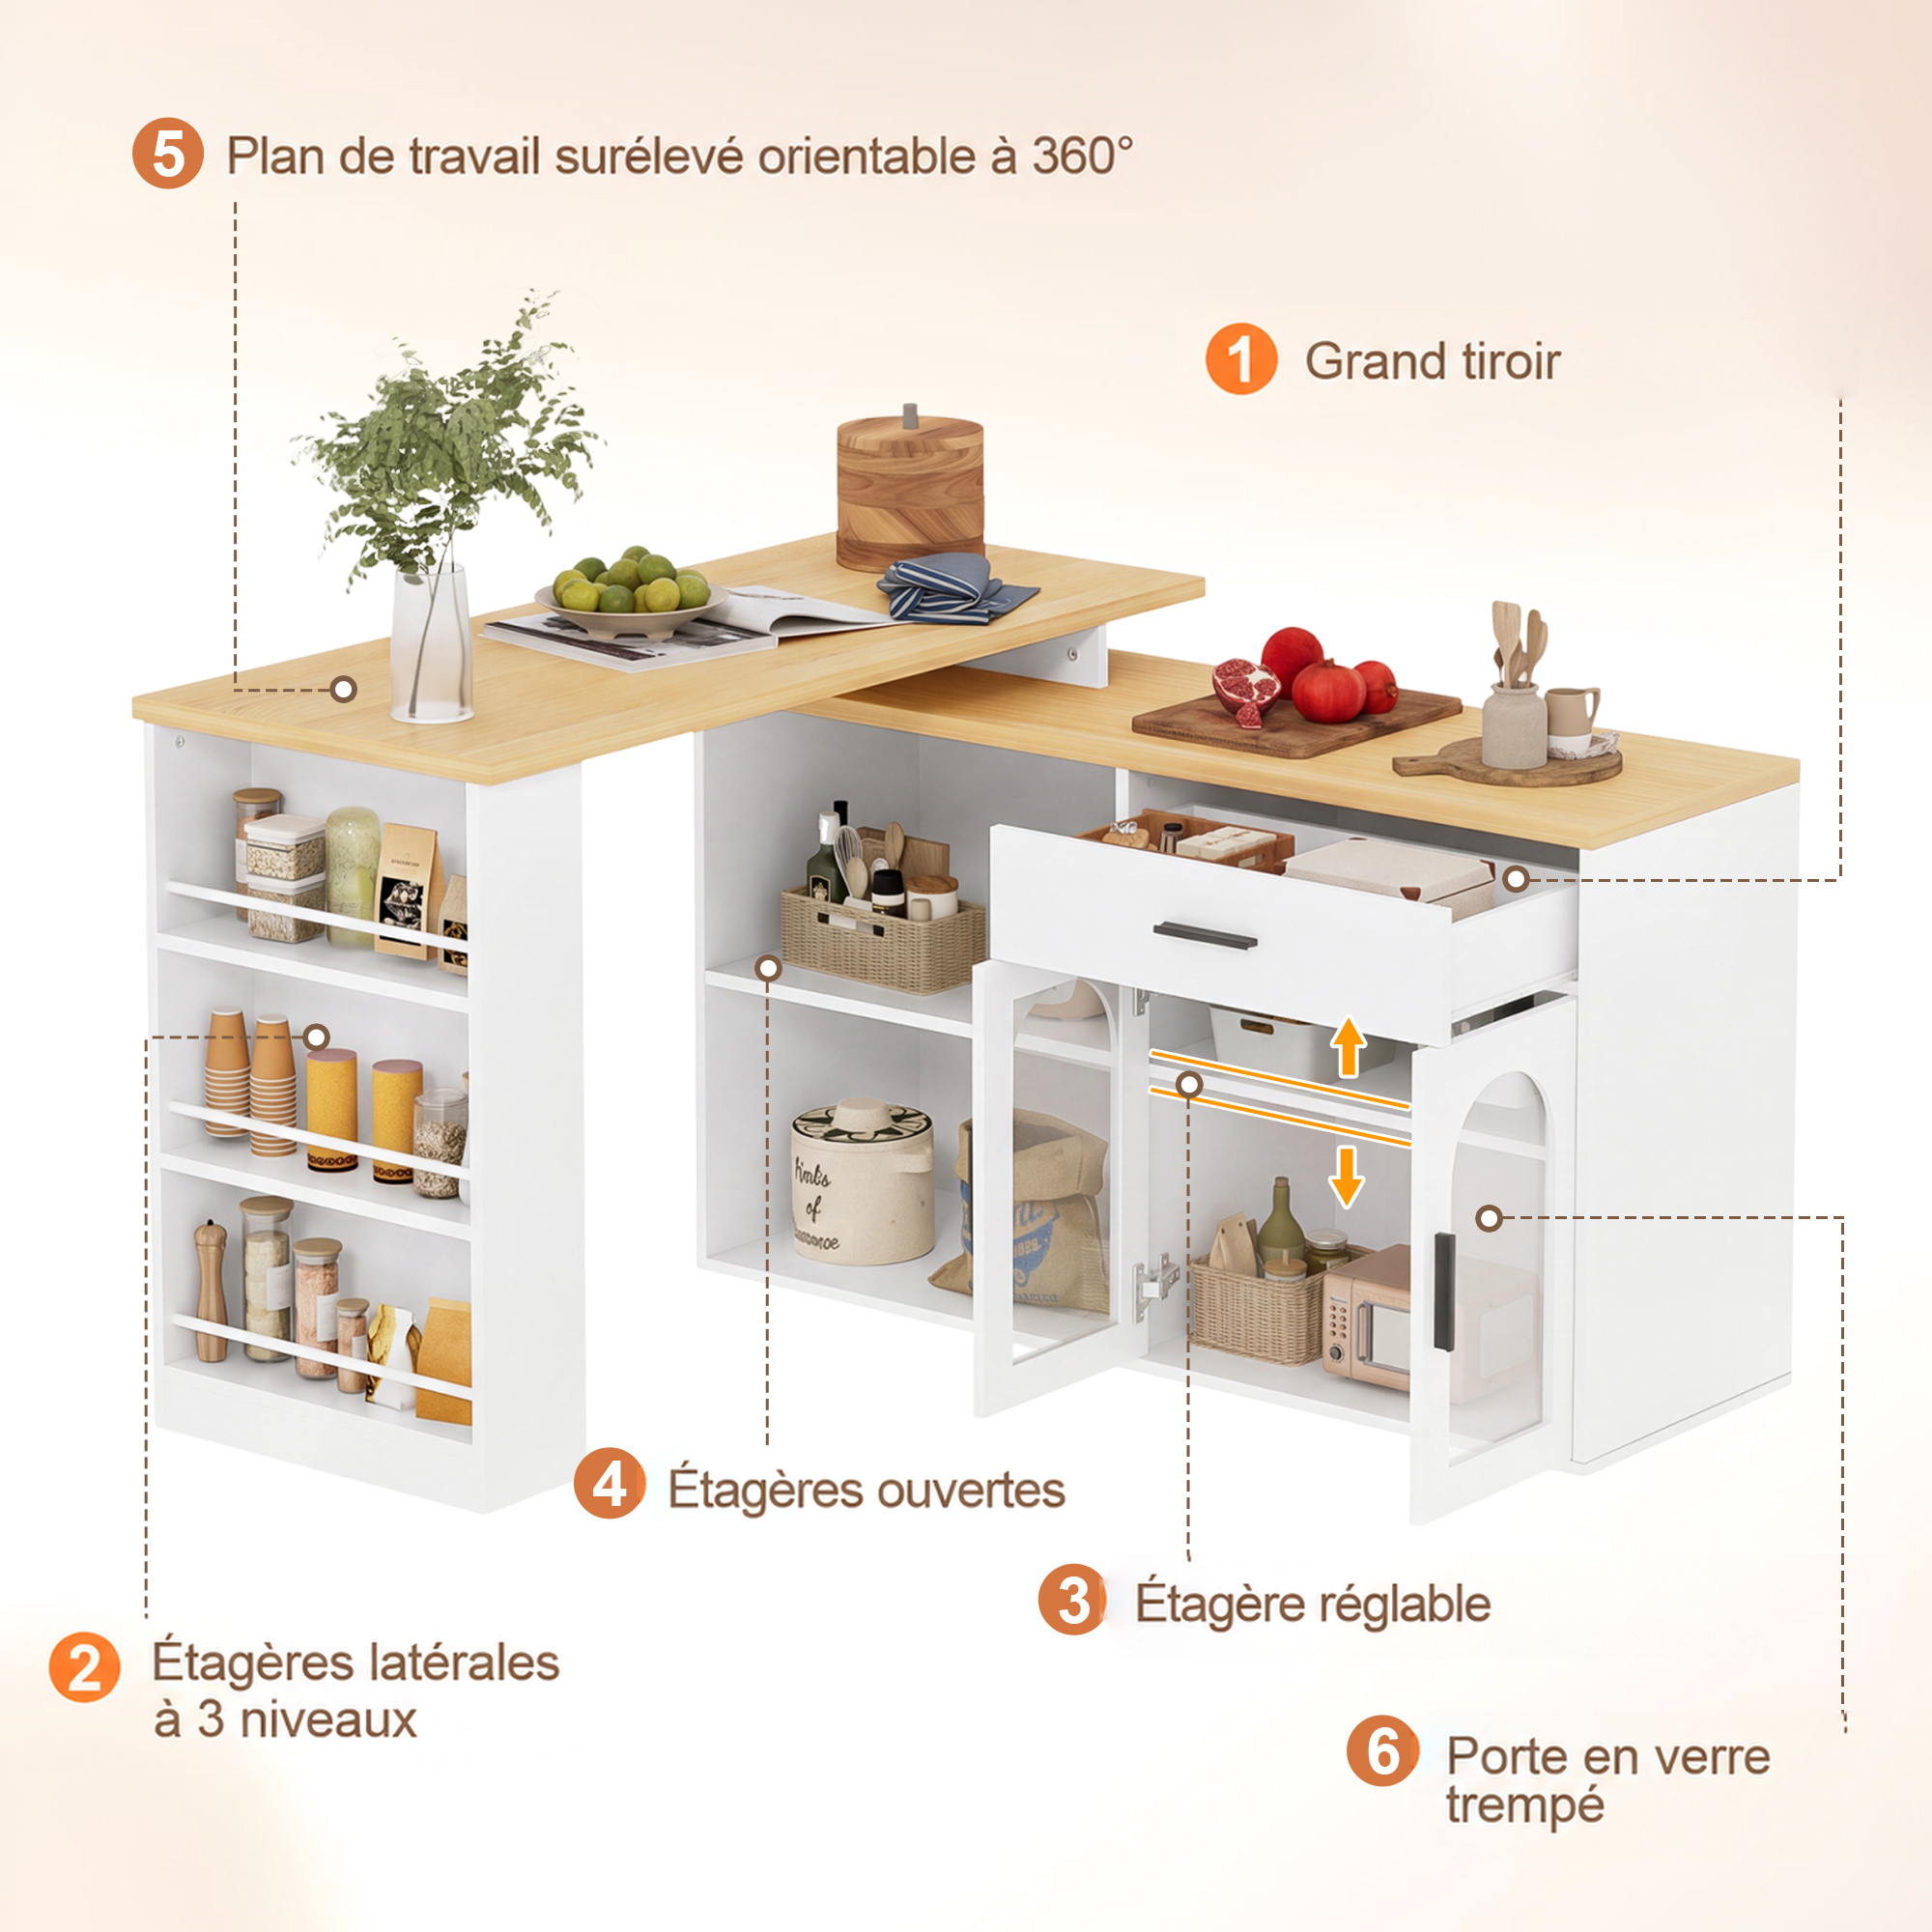 5 Plan de travail surélevé orientable à 360°
1 Grand tiroir
4 Étagères ouvertes
3 Étagère réglable
2 Étagères latérales
à 3 niveaux
6 Porte en verre
trempé